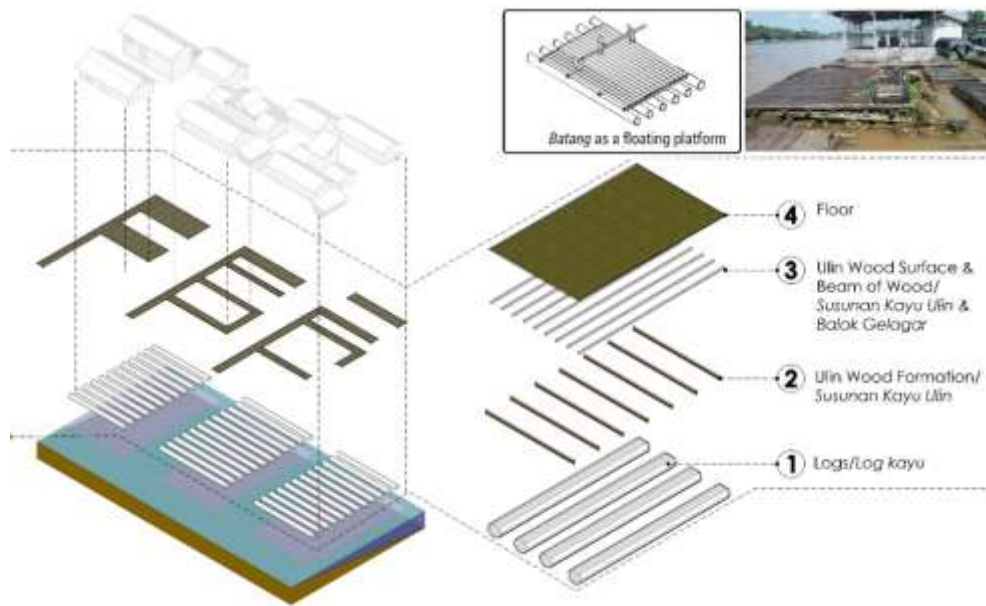 Batang as a floating platform
4 Floor
3 Ulin Wood Surface &
Beam of Wood/
Susunan Kayu Ulin &
Balok Gelagar
2 Ulin Wood Formation/
Susunan Kayu Ulin
1 Logs/Log kayu